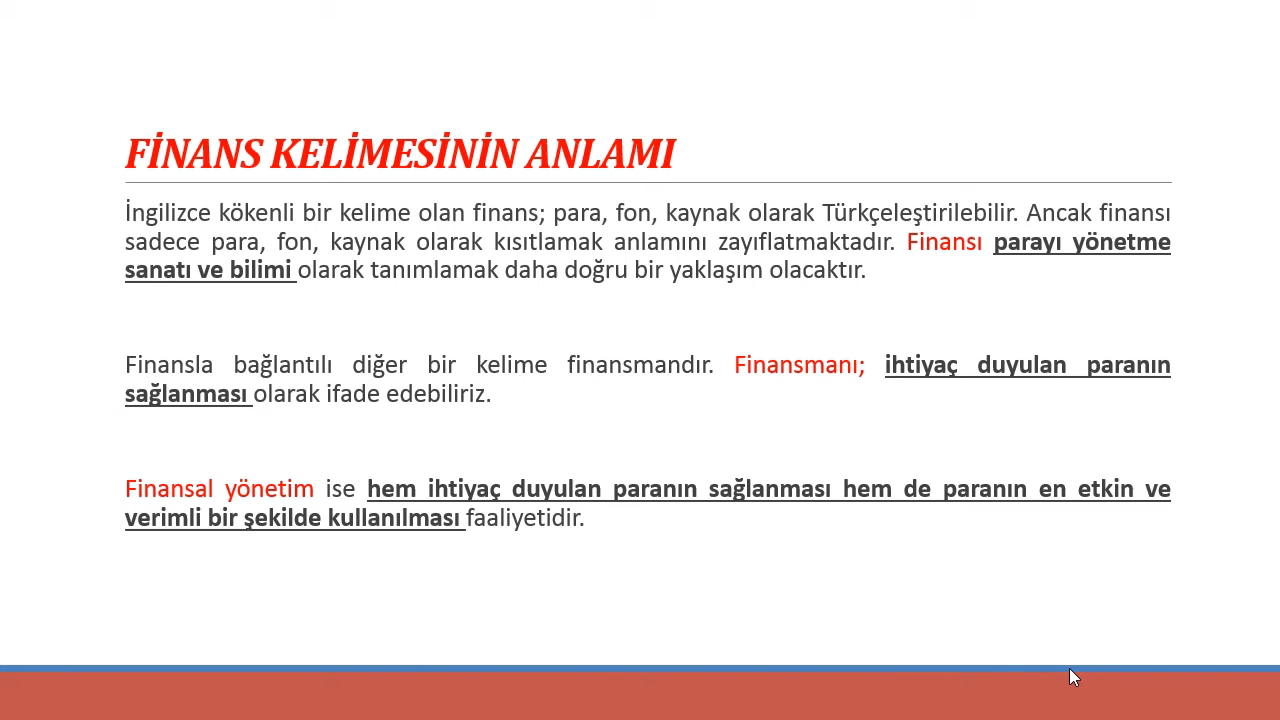 FİNANS KELİMESİNİN ANLAMI
İngilizce kökenli bir kelime olan finans; para, fon, kaynak olarak Türkçeleştirilebilir. Ancak finansı
sadece para, fon, kaynak olarak kısıtlamak anlamını zayıflatmaktadır. Finansı parayı yönetme
sanatı ve bilimi olarak tanımlamak daha doğru bir yaklaşım olacaktır.
Finansla bağlantılı diğer bir kelime finansmandır. Finansmanı; ihtiyaç duyulan paranın
sağlanması olarak ifade edebiliriz.
Finansal yönetim ise hem ihtiyaç duyulan paranın sağlanması hem de paranın en etkin ve
verimli bir şekilde kullanılması faaliyetidir.